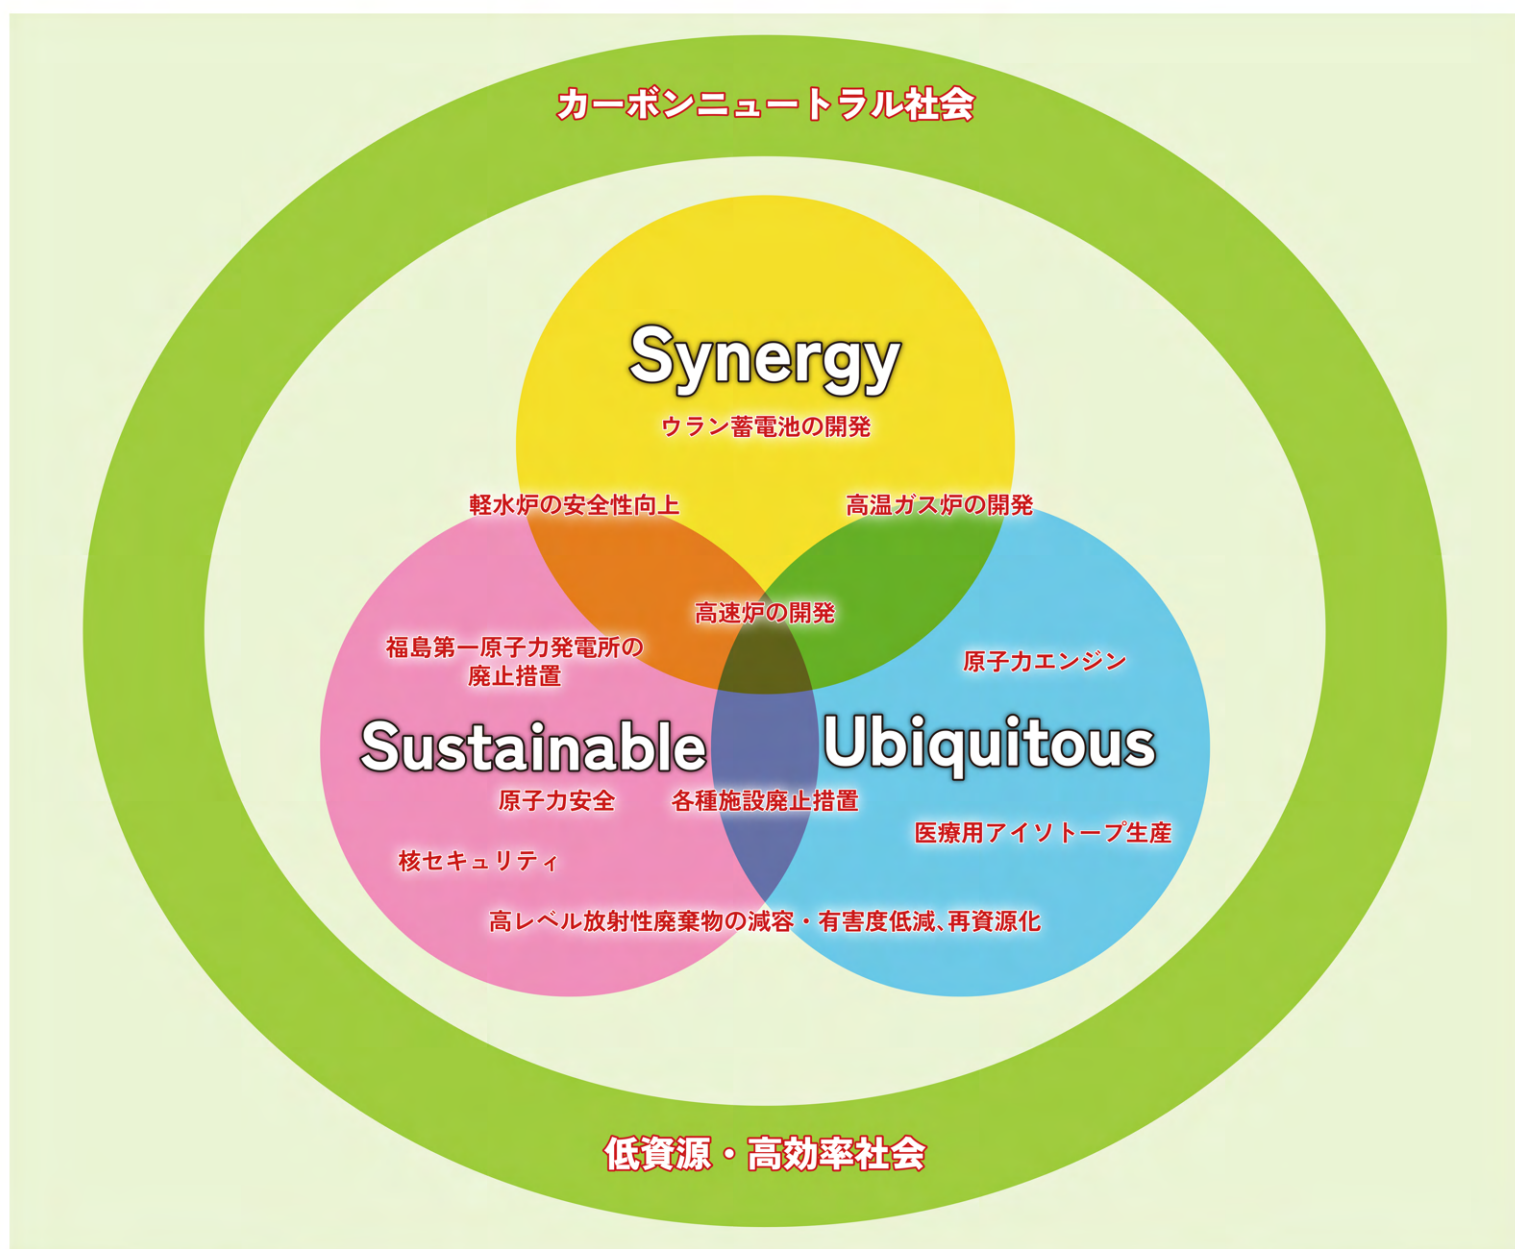 カーボンニュートラル社会
Synergy
ウラン蓄電池の開発
軽水炉の安全性向上
高温ガス炉の開発
高速炉の開発
福島第一原子力発電所の
廃止措置
原子力エンジン
Sustainable
Ubiquitous
原子力安全
各種施設廃止措置
医療用アイソトープ生産
核セキュリティ
高レベル放射性廃棄物の減容・有害度低減、再資源化
低資源・高効率社会